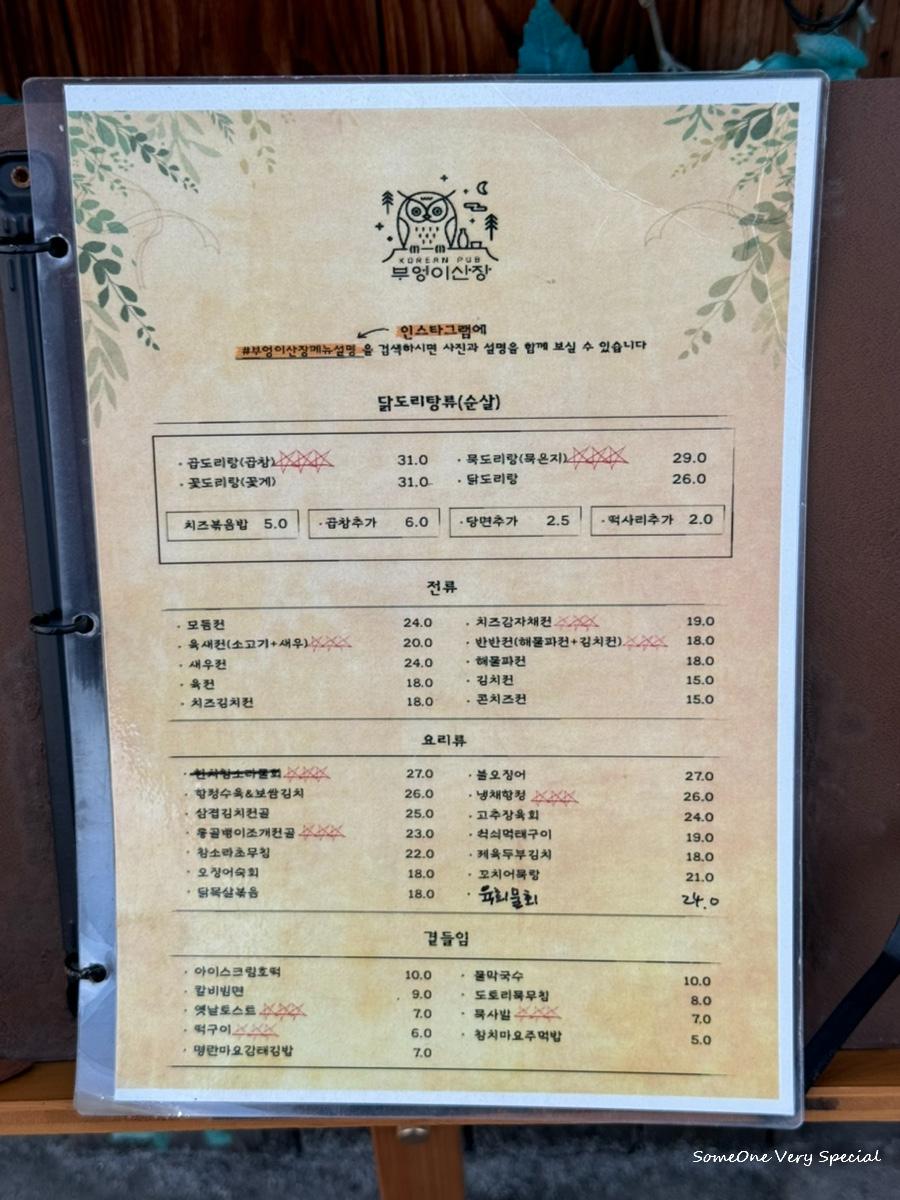 KOREAN PUB
부엉이산장
인스타그램에
#부엉이산장메뉴설명 을 검색하시면 사진과 설명을 함께 보실 수 있습니다
닭도리탕류(순살)
· 곱도리탕(곱창) 31.0
· 묵도리탕(묵은지) 29.0
· 꽃도리탕(꽃게) 31.0
· 닭도리탕 26.0
치즈볶음밥 5.0
· 곱창추가 6.0
· 당면추가 2.5
· 떡사리추가 2.0
전류
· 모듬전 24.0
· 치즈감자채전 19.0
· 육새전(소고기+새우) 20.0
· 반반전(해물파전+김치전) 18.0
· 새우전 24.0
· 해물파전 18.0
· 육전 18.0
· 김치전 15.0
· 치즈김치전 18.0
· 콘치즈전 15.0
요리류
· 한치참소라물회 27.0
· 불오징어 27.0
· 항정수육&보쌈김치 26.0
· 냉채항정 26.0
· 삼겹김치전골 25.0
· 고추장육회 24.0
· 통골뱅이조개전골 23.0
· 석쇠먹태구이 19.0
· 참소라초무침 22.0
· 제육두부김치 18.0
· 오징어숙회 18.0
· 꼬치어묵탕 21.0
· 닭목살볶음 18.0
· 육회물회 24.0
곁들임
· 아이스크림호떡 10.0
· 물막국수 10.0
· 갈비빔면 9.0
· 도토리묵무침 8.0
· 옛날토스트 7.0
· 묵사발 7.0
· 떡구이 6.0
· 참치마요주먹밥 5.0
· 명란마요감태김밥 7.0
SomeOne Very Special